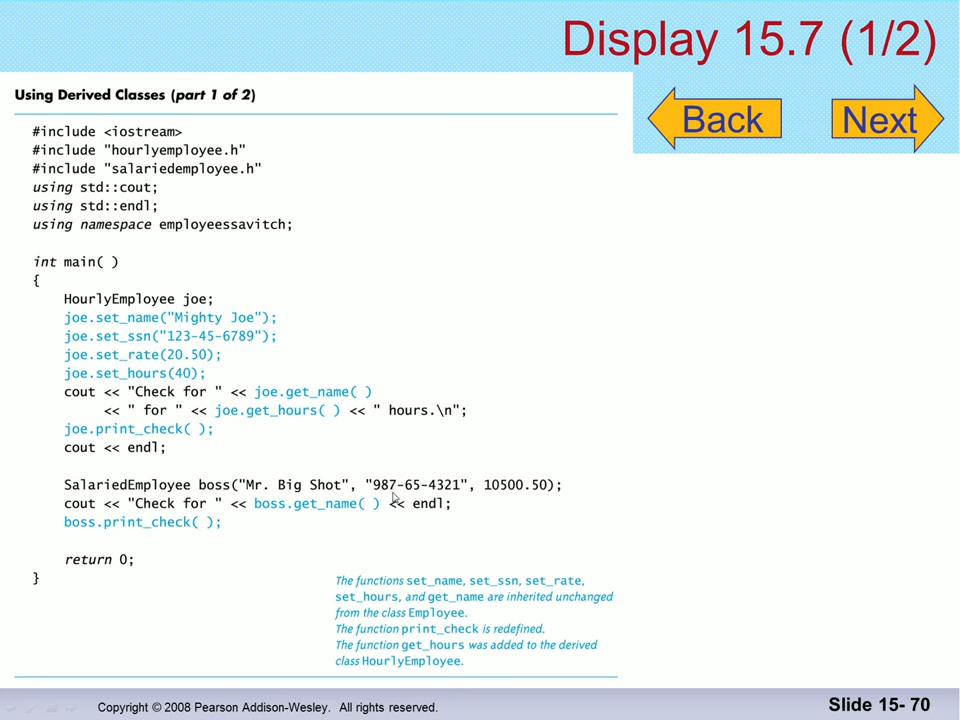 Display 15.7 (1/2)
Using Derived Classes (part 1 of 2)
Back
Next
#include <iostream>
#include "hourlyemployee.h"
#include "salariedemployee.h"
using std::cout;
using std::endl;
using namespace employeessavitch;
int main( )
{
HourlyEmployee joe;
joe.set_name("Mighty Joe");
joe.set_ssn("123-45-6789");
joe.set_rate(20.50);
joe.set_hours(40);
cout << "Check for " << joe.get_name( )
<< " for " << joe.get_hours( ) << " hours.\n";
joe.print_check( );
cout << endl;
SalariedEmployee boss("Mr. Big Shot", "987-65-4321", 10500.50);
cout << "Check for " << boss.get_name( ) << endl;
boss.print_check( );
return 0;
}
The functions set_name, set_ssn, set_rate,
set_hours, and get_name are inherited unchanged
from the class Employee.
The function print_check is redefined.
The function get_hours was added to the derived
class HourlyEmployee.
Copyright © 2008 Pearson Addison-Wesley. All rights reserved.
Slide 15- 70